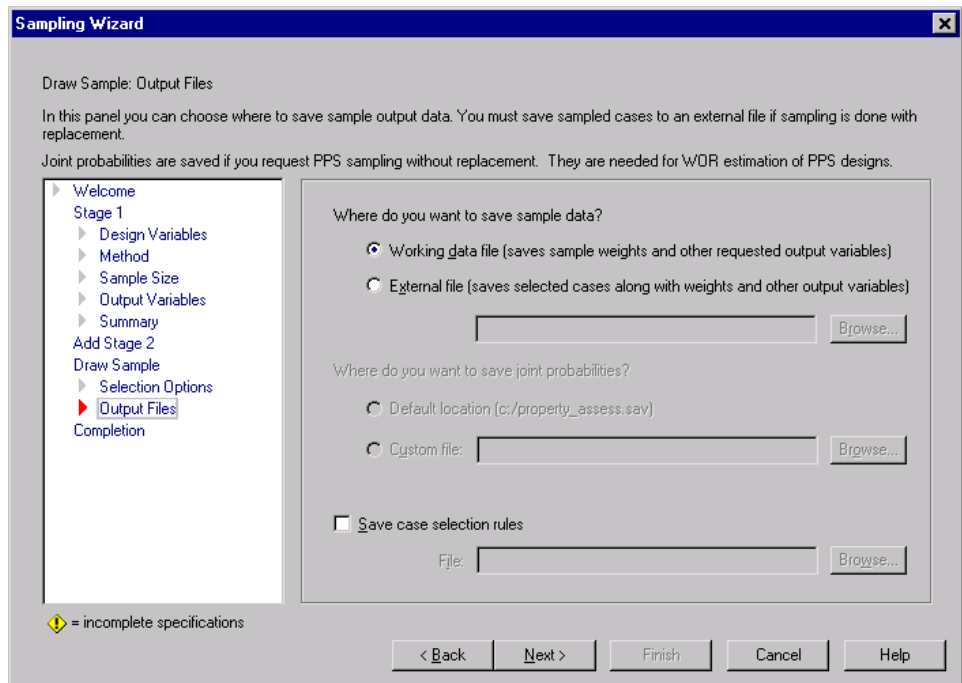 Sampling Wizard
Draw Sample: Output Files
In this panel you can choose where to save sample output data. You must save sampled cases to an external file if sampling is done with
replacement.
Joint probabilities are saved if you request PPS sampling without replacement.  They are needed for WOR estimation of PPS designs.
Welcome
Stage 1
Design Variables
Method
Sample Size
Output Variables
Summary
Add Stage 2
Draw Sample
Selection Options
Output Files
Completion
Where do you want to save sample data?
Working data file (saves sample weights and other requested output variables)
External file (saves selected cases along with weights and other output variables)
Browse...
Where do you want to save joint probabilities?
Default location (c:/property_assess.sav)
Custom file:
Browse...
Save case selection rules
File:
Browse...
= incomplete specifications
< Back
Next >
Finish
Cancel
Help